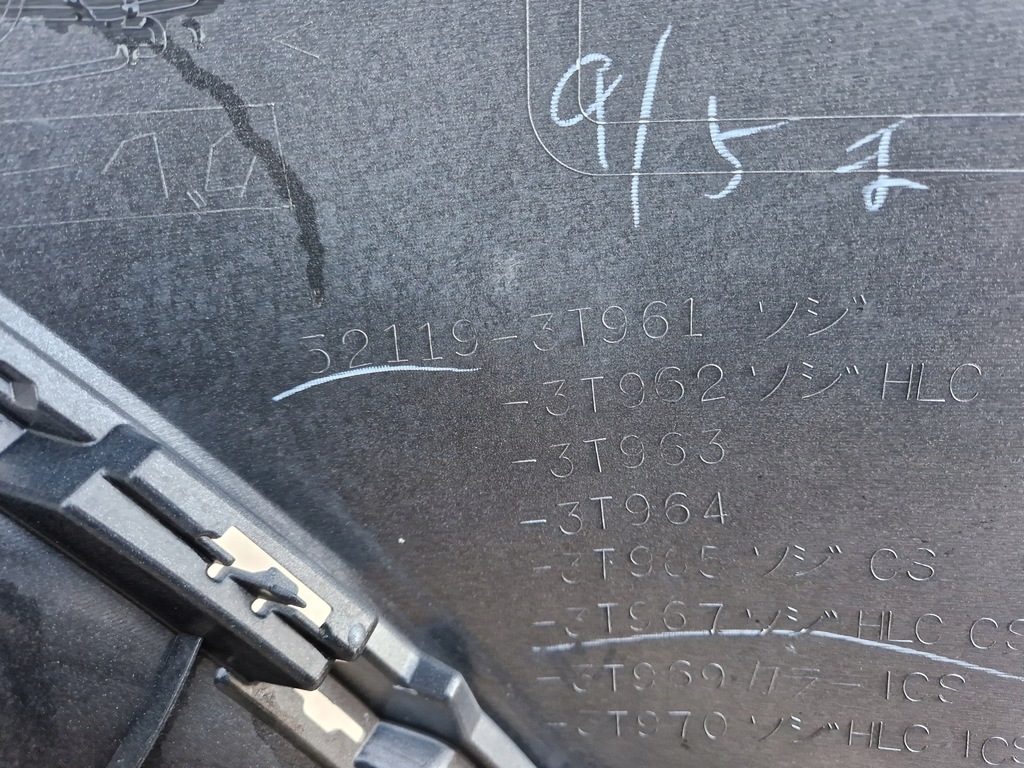 9/5 ま
52119-3T961 ソジ
-3T962 ソジ HLC
-3T963
-3T964
-3T965 ソジ CS
-3T967 ソジ HLC CS
-3T969 カラー ICS
-3T970 ソジ HLC ICS